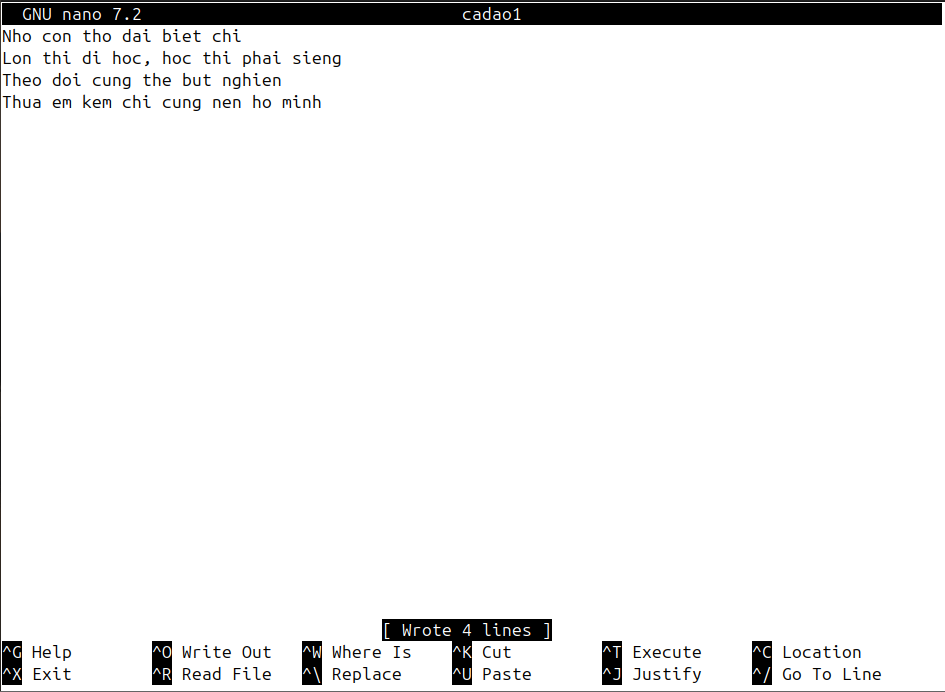 GNU nano 7.2 cadao1
Nho con tho dai biet chi
Lon thi di hoc, hoc thi phai sieng
Theo doi cung the but nghien
Thua em kem chi cung nen ho minh
[ Wrote 4 lines ]
^G Help ^O Write Out ^W Where Is ^K Cut ^T Execute ^C Location
^X Exit ^R Read File ^\ Replace ^U Paste ^J Justify ^/ Go To Line